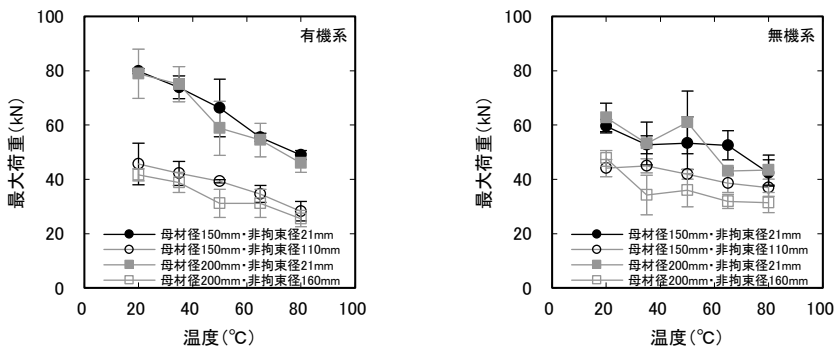 100
80
60
40
20
0
最大荷重(kN)
有機系
母材径150mm・非拘束径21mm
母材径150mm・非拘束径110mm
母材径200mm・非拘束径21mm
母材径200mm・非拘束径160mm
0 20 40 60 80 100
温度(℃)
100
80
60
40
20
0
最大荷重(kN)
無機系
母材径150mm・非拘束径21mm
母材径150mm・非拘束径110mm
母材径200mm・非拘束径21mm
母材径200mm・非拘束径160mm
0 20 40 60 80 100
温度(℃)